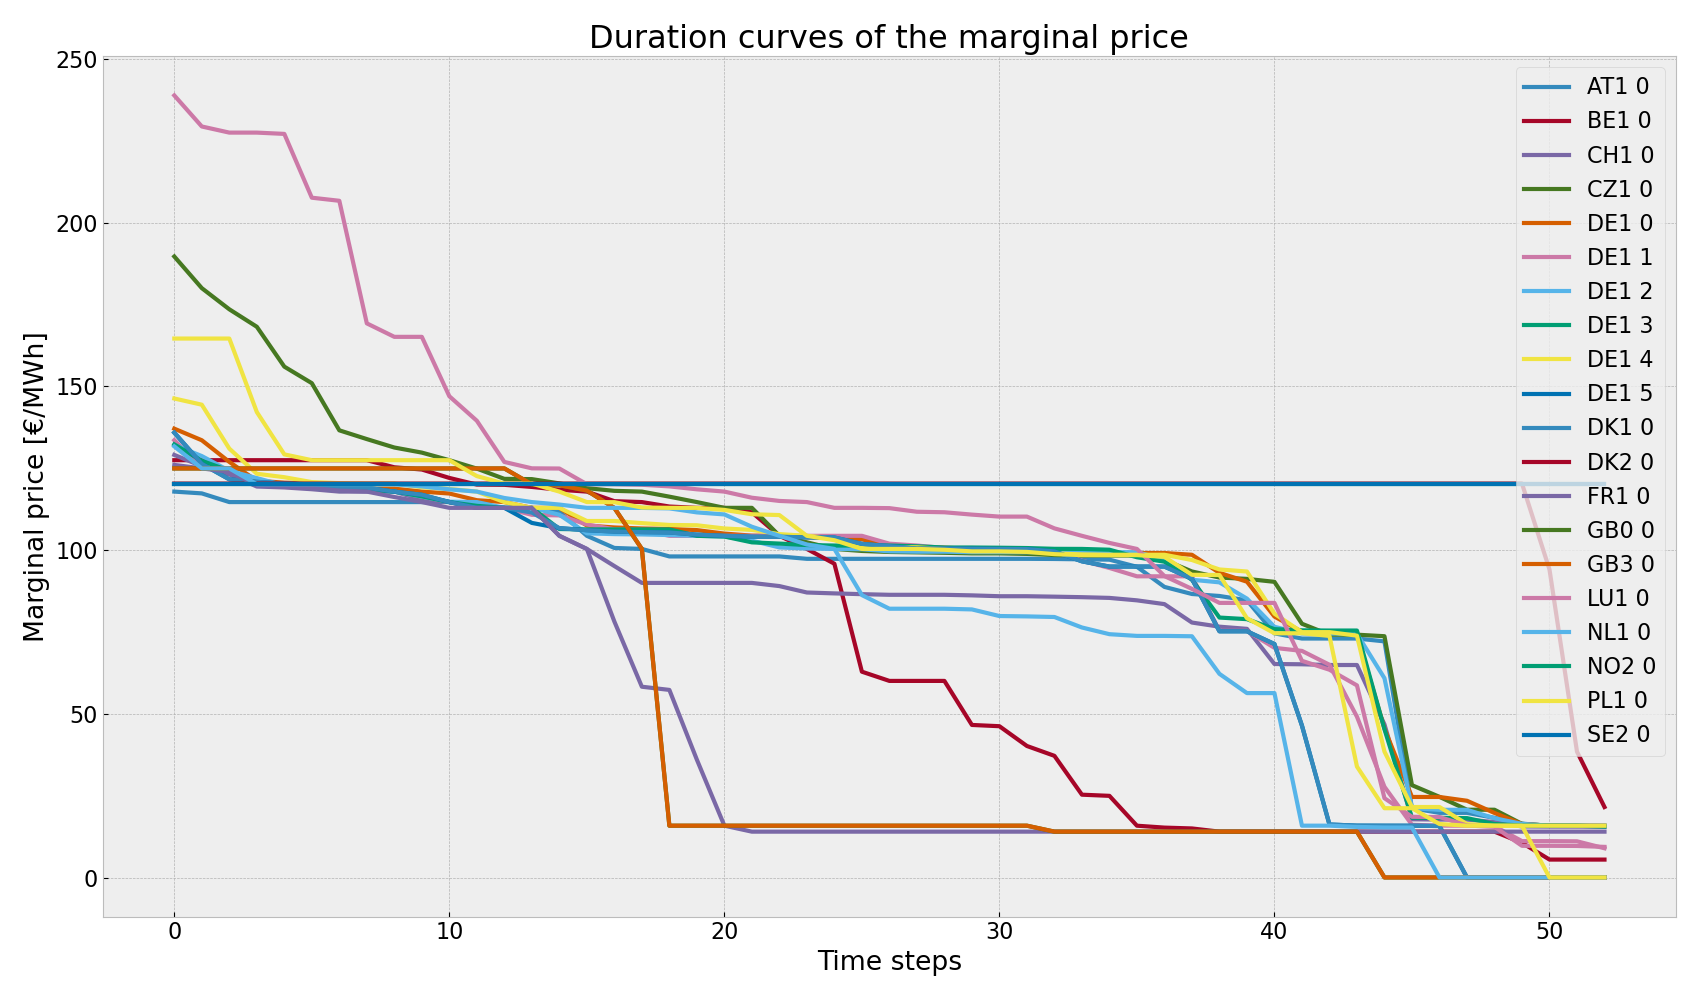 Duration curves of the marginal price
Marginal price [€/MWh]
250
200
150
100
50
0
0 10 20 30 40 50
Time steps
AT1 0
BE1 0
CH1 0
CZ1 0
DE1 0
DE1 1
DE1 2
DE1 3
DE1 4
DE1 5
DK1 0
DK2 0
FR1 0
GB0 0
GB3 0
LU1 0
NL1 0
NO2 0
PL1 0
SE2 0